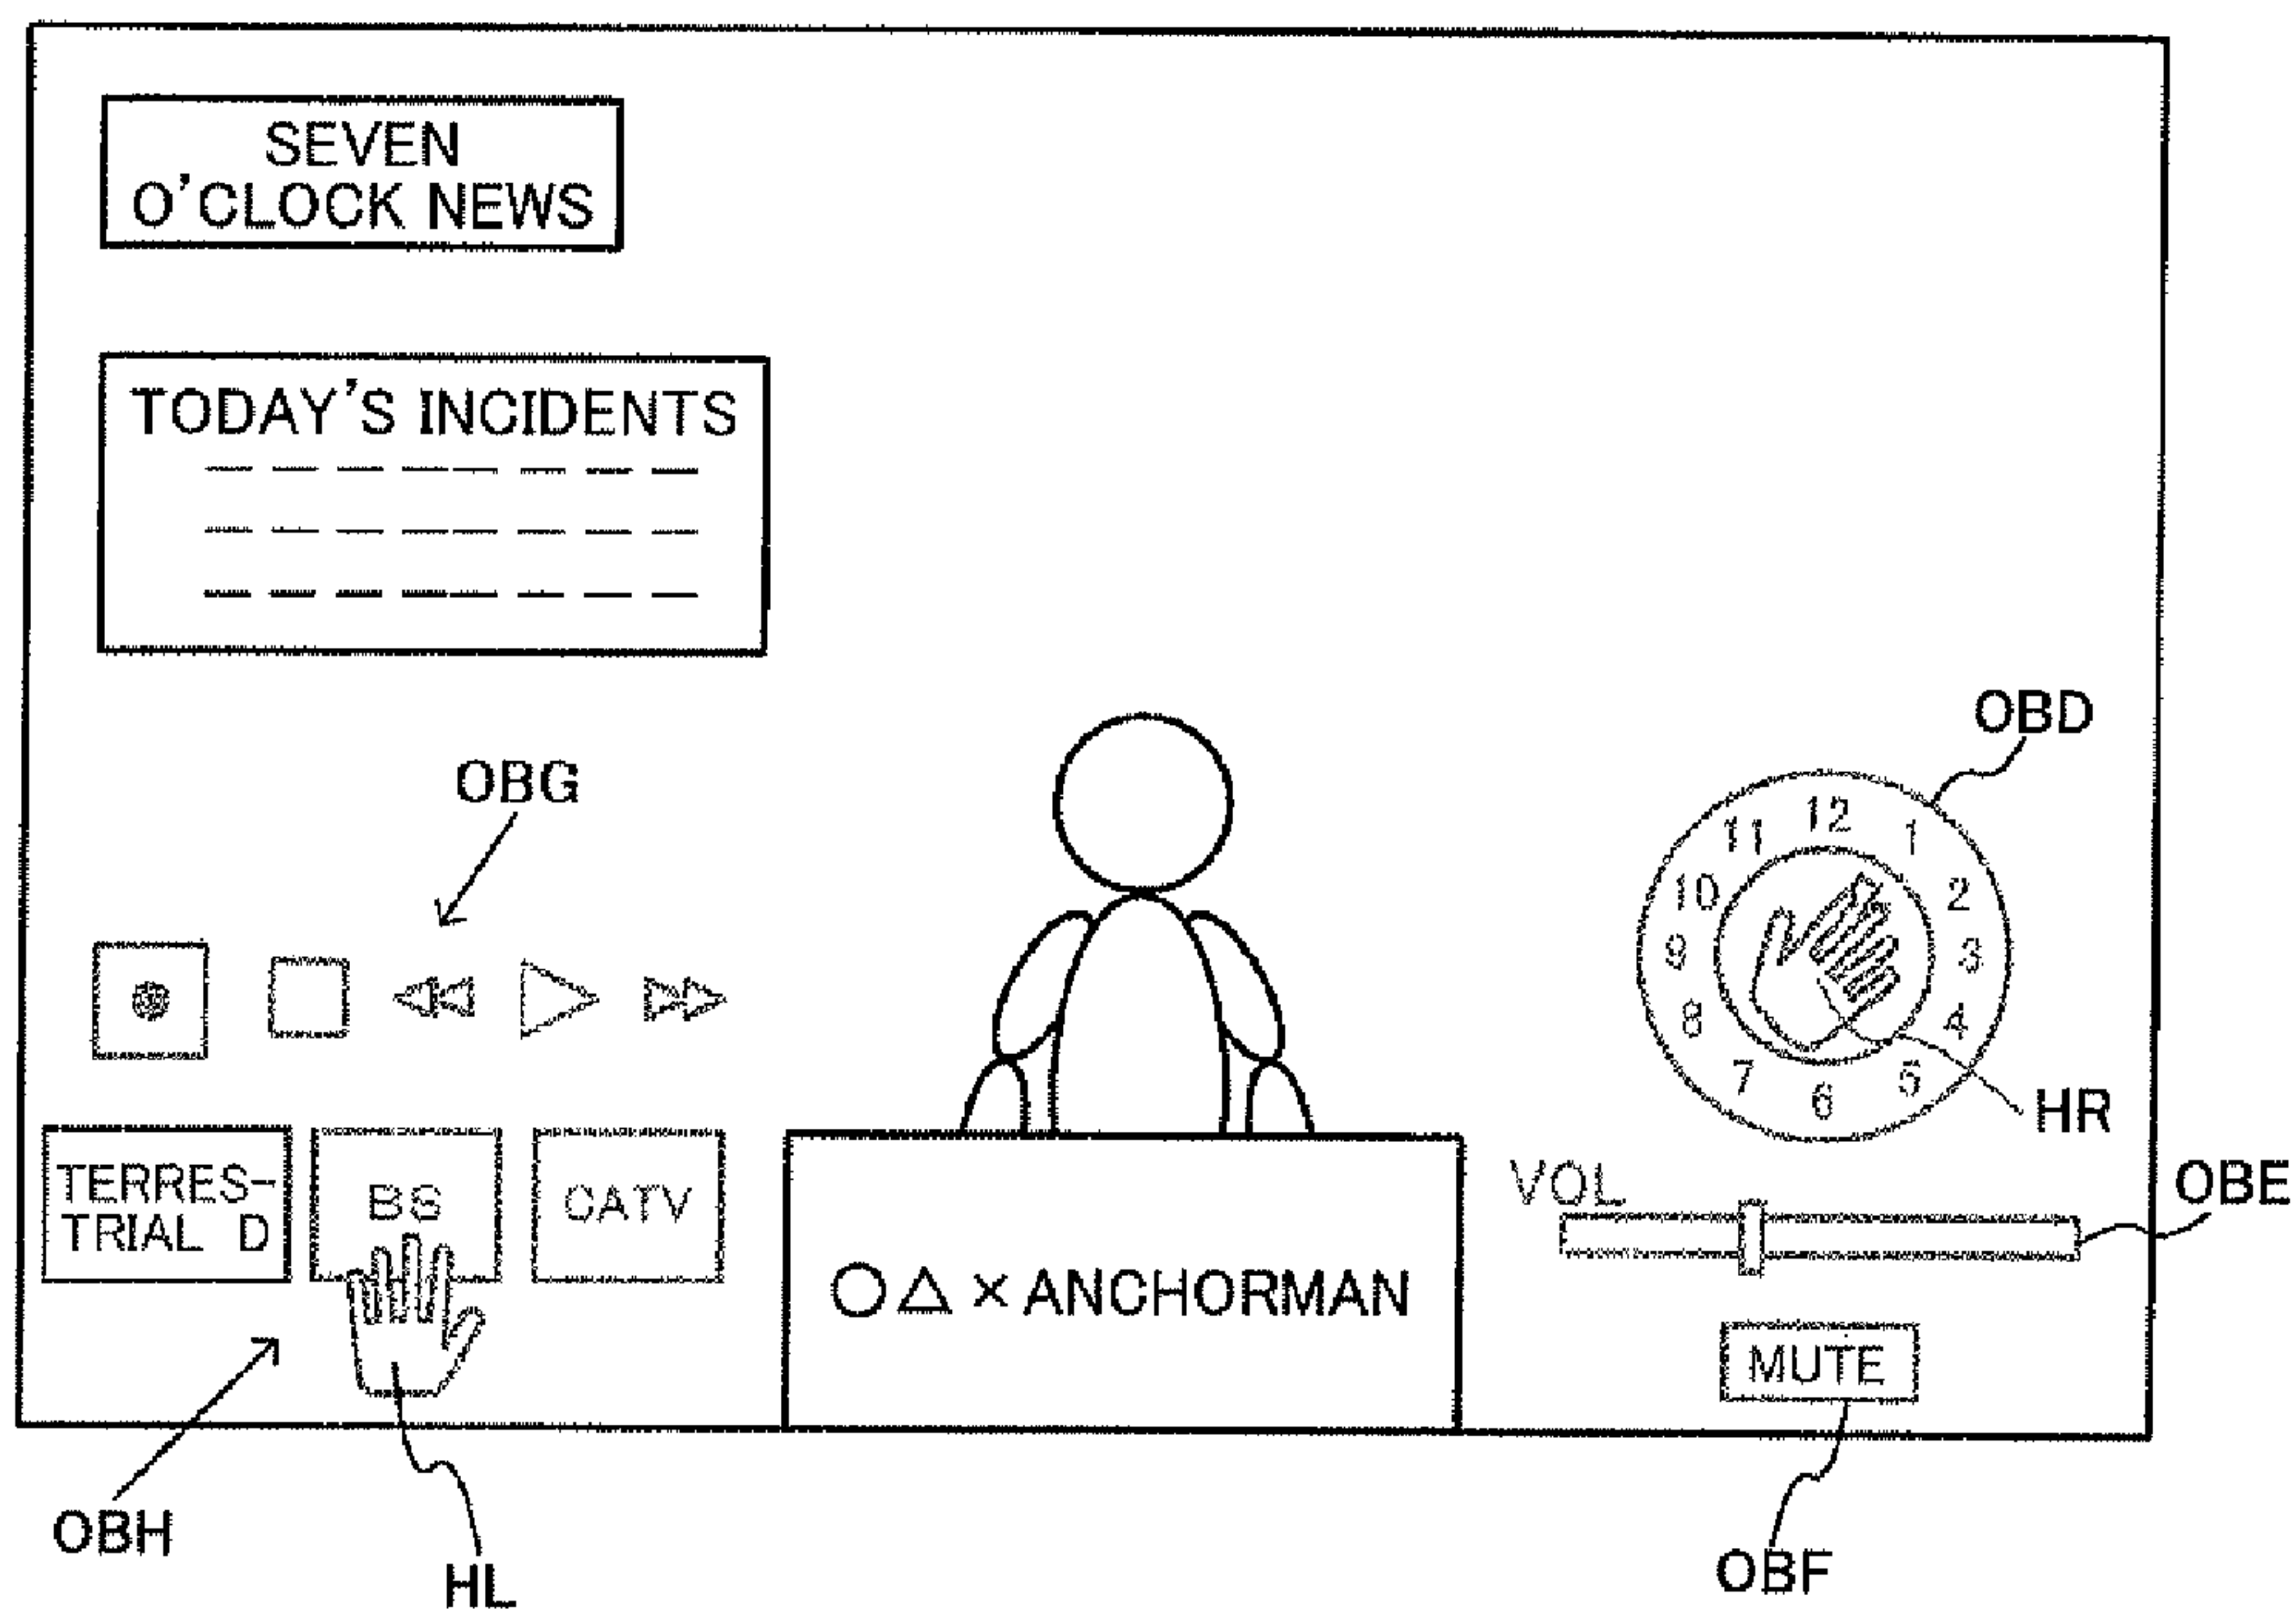 SEVEN
O'CLOCK NEWS
TODAY'S INCIDENTS
OBG
OBD
12
11
1
10
2
9
3
8
4
7
5
6
HR
TERRES-
TRIAL D
BS
CATV
VOL
OBE
○△×ANCHORMAN
MUTE
OBH
HL
OBF